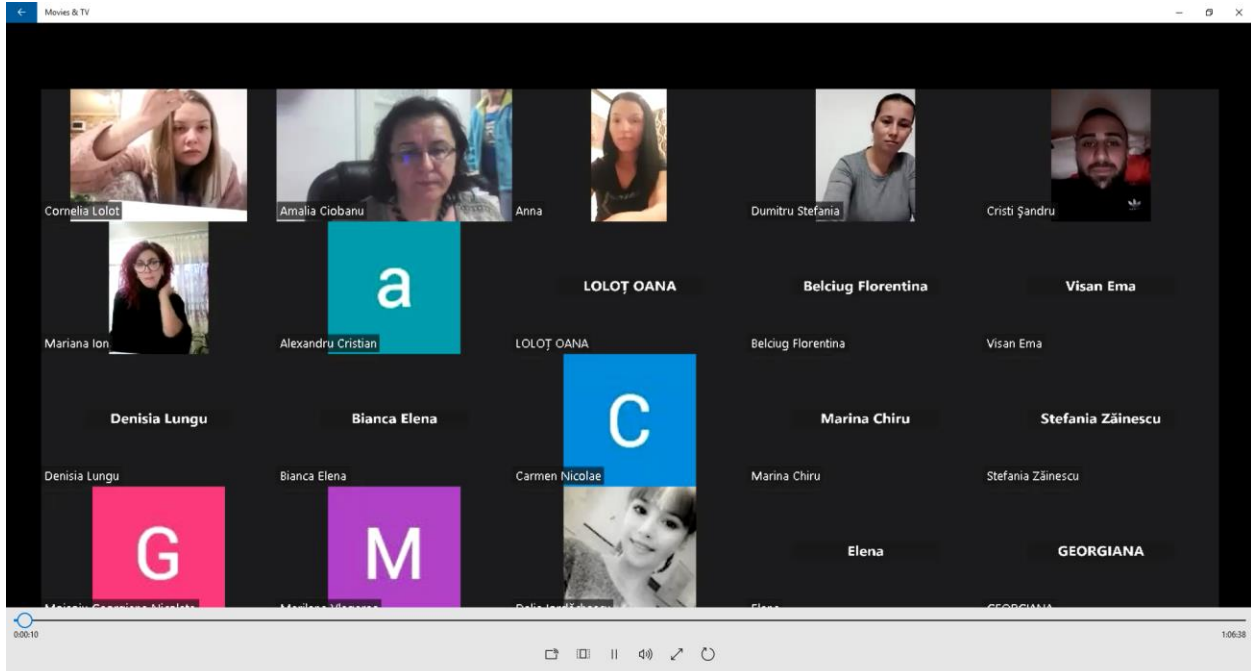 Movies & TV
Cornelia Lolot
Amalia Ciobanu
Anna
Dumitru Stefania
Cristi Șandru
Mariana Ion
a
Alexandru Cristian
LOLOȚ OANA
LOLOȚ OANA
Belciug Florentina
Belciug Florentina
Visan Ema
Visan Ema
Denisia Lungu
Denisia Lungu
Bianca Elena
Bianca Elena
C
Carmen Nicolae
Marina Chiru
Marina Chiru
Stefania Zăinescu
Stefania Zăinescu
G
M
Elena
Elena
GEORGIANA
GEORGIANA
0:00:10
1:06:38